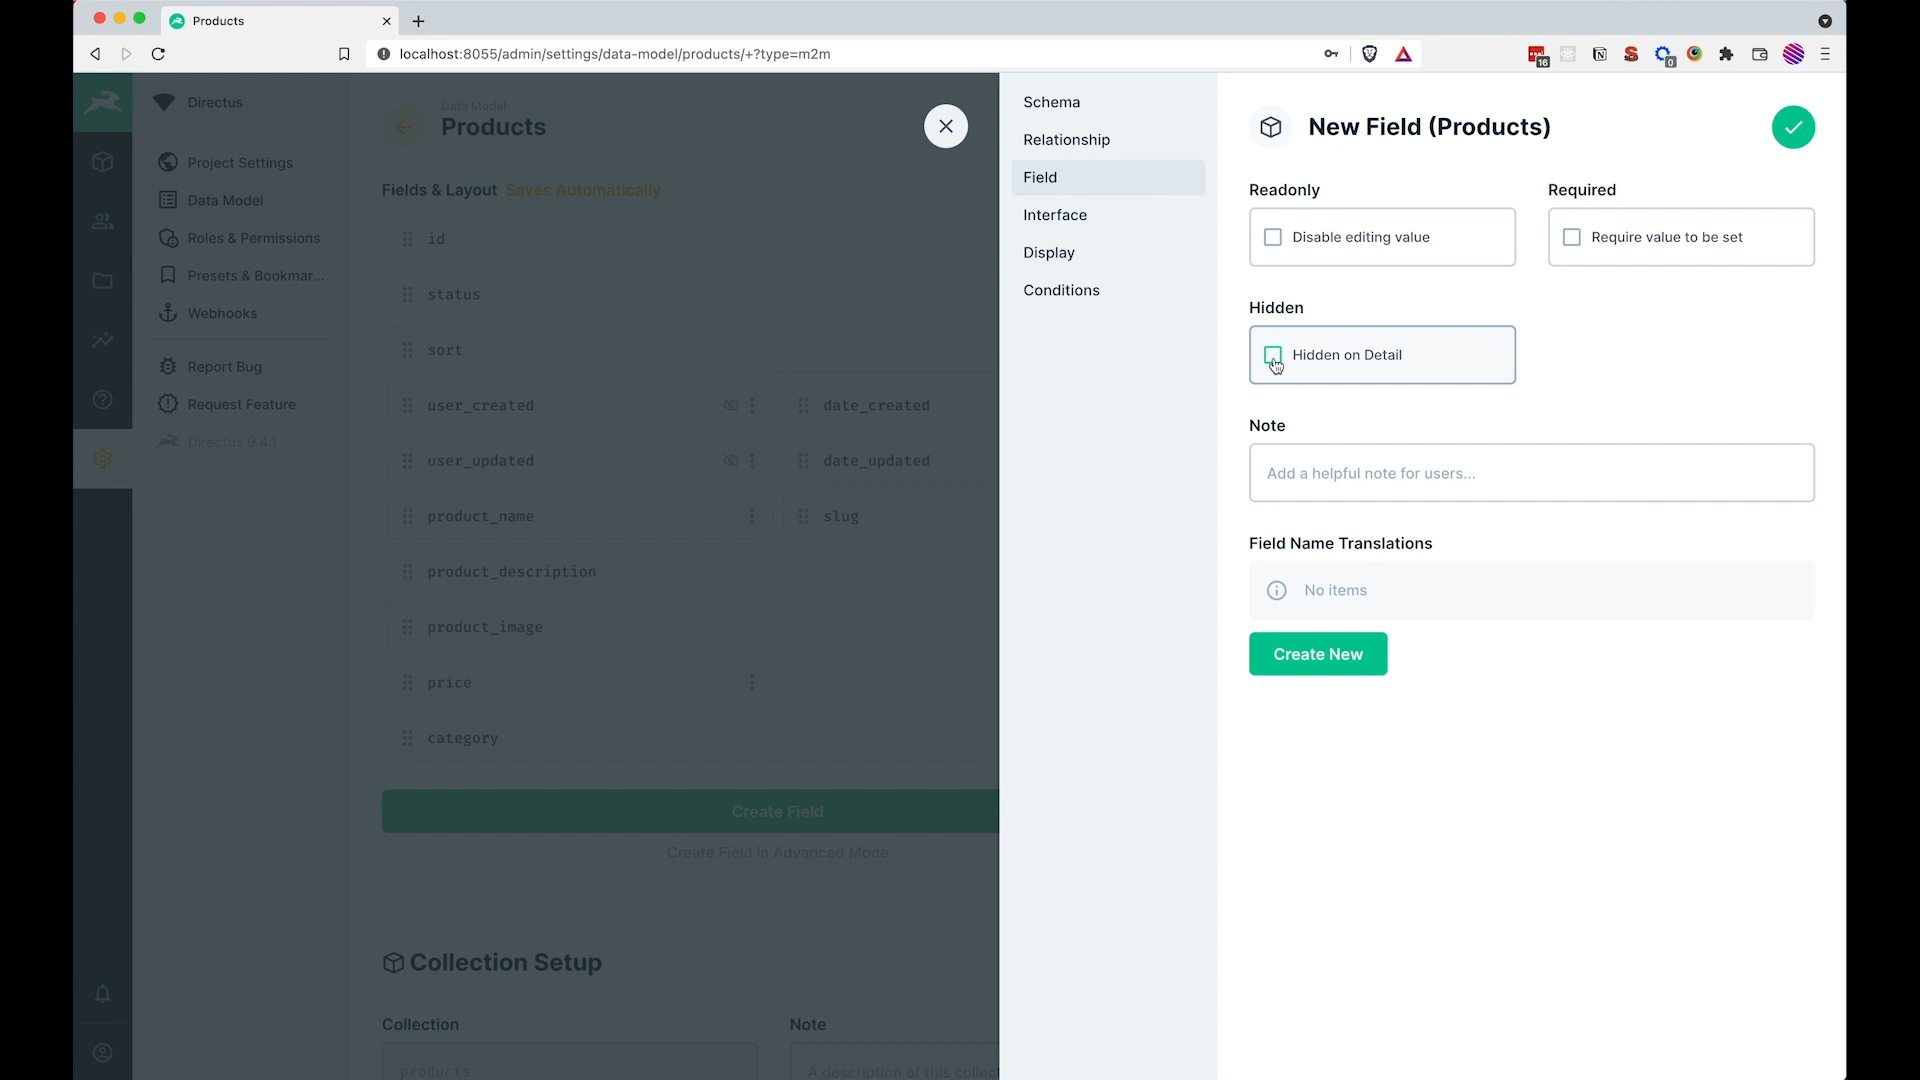 Products
localhost:8055/admin/settings/data-model/products/+?type=m2m
16
0
Directus
Project Settings
Data Model
Roles & Permissions
Presets & Bookmar...
Webhooks
Report Bug
Request Feature
Directus 9.4.1
Data Model
Products
Fields & Layout Saves Automatically
id
status
sort
user_created
date_created
user_updated
date_updated
product_name
slug
product_description
product_image
price
category
Create Field
Create Field in Advanced Mode
Collection Setup
Collection
Note
products
A description of this collec
Schema
Relationship
Field
Interface
Display
Conditions
New Field (Products)
Readonly
Required
Disable editing value
Require value to be set
Hidden
Hidden on Detail
Note
Add a helpful note for users...
Field Name Translations
No items
Create New